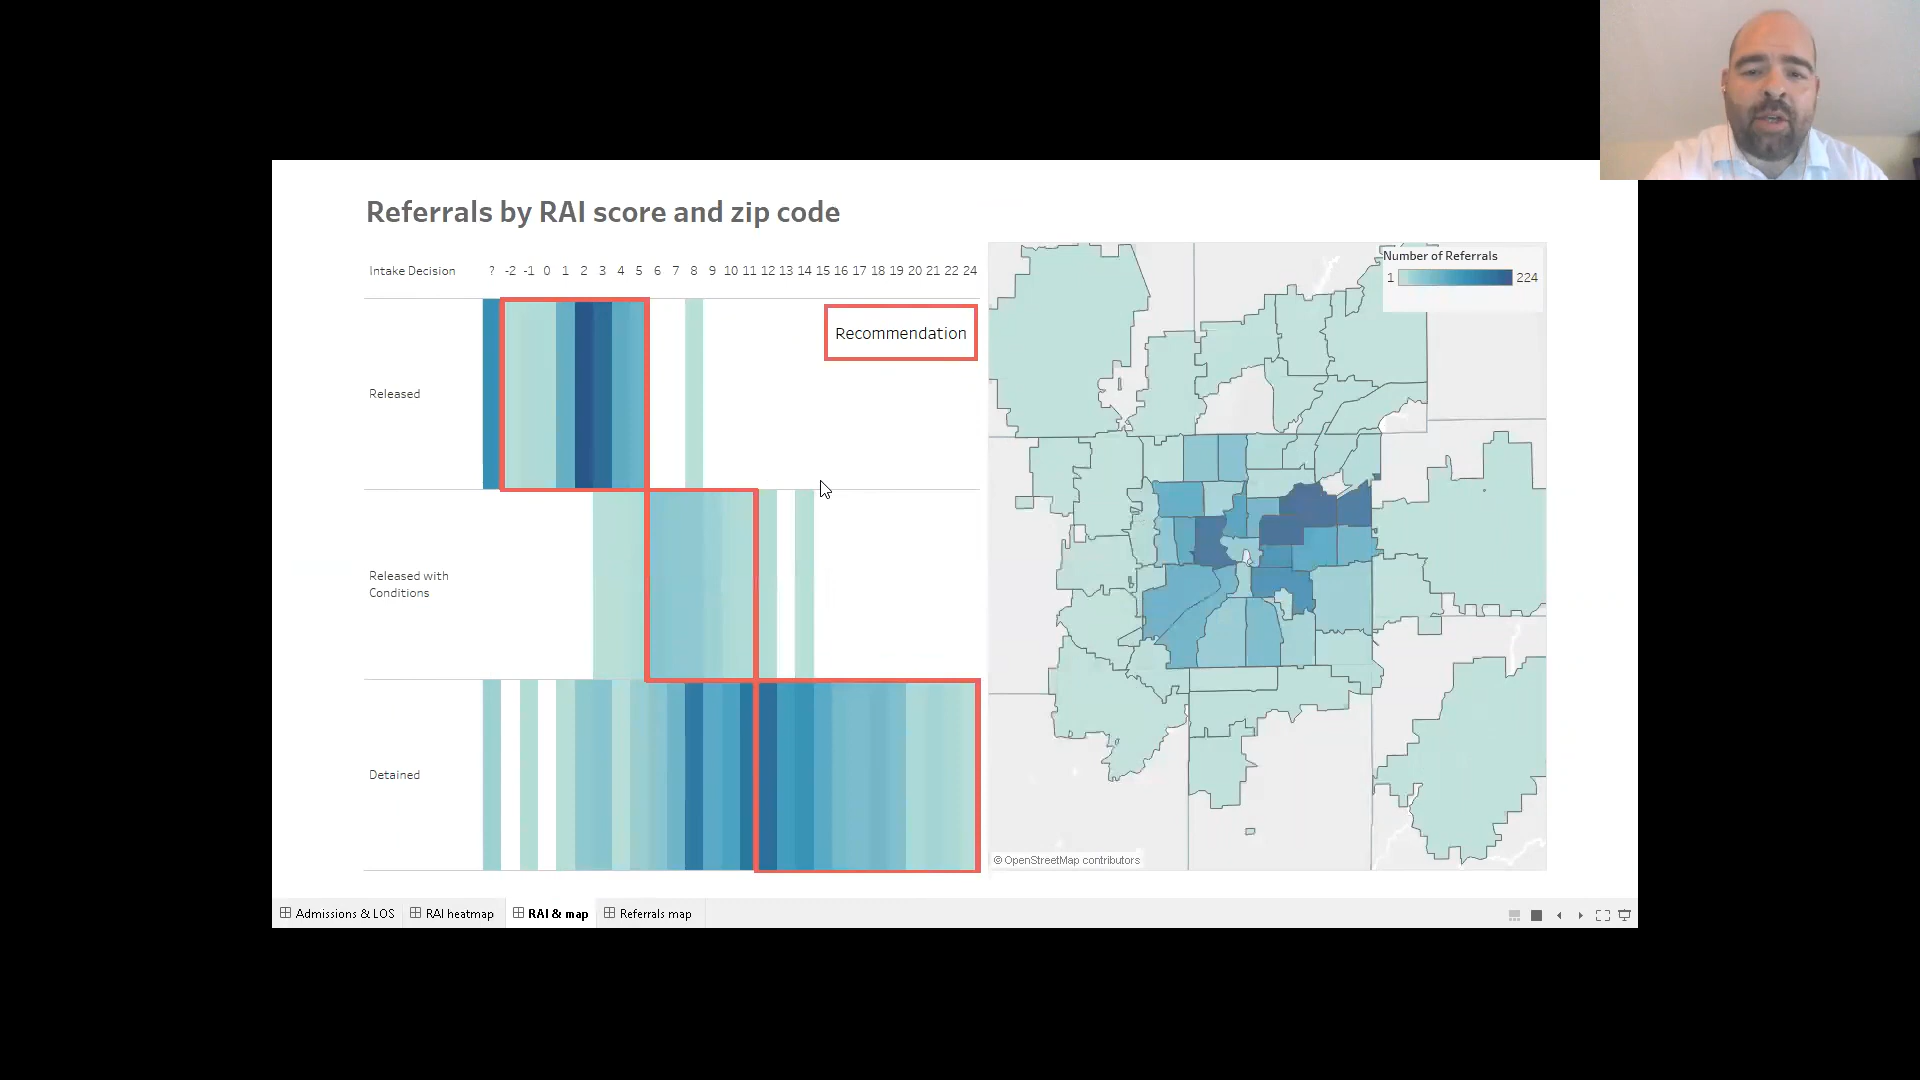 Referrals by RAI score and zip code
Intake Decision ? -2 -1 0 1 2 3 4 5 6 7 8 9 10 11 12 13 14 15 16 17 18 19 20 21 22 24
Number of Referrals
1 224
Recommendation
Released
Released with
Conditions
Detained
© OpenStreetMap contributors
Admissions & LOS RAI heatmap RAI & map Referrals map